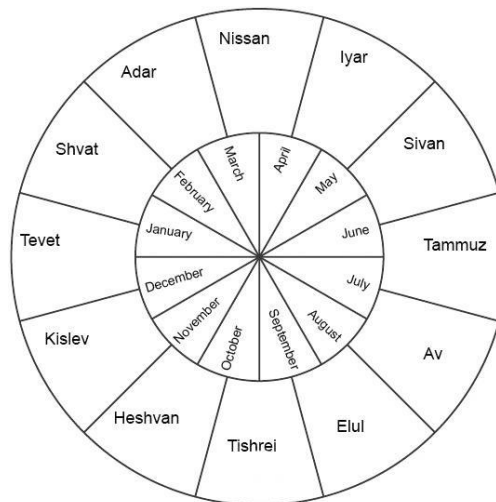 Nissan
Iyar
Sivan
Tammuz
Av
Elul
Tishrei
Heshvan
Kislev
Tevet
Shvat
Adar
March
April
May
June
July
August
September
October
November
December
January
February